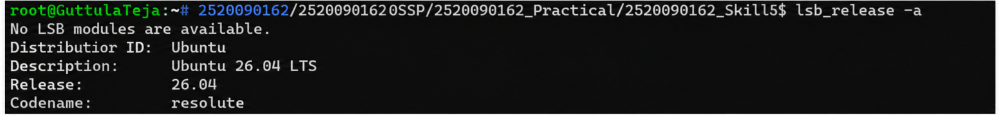 root@GuttulaTeja:~# 2520090162/2520090162OSSP/2520090162_Practical/2520090162_Skill5$ lsb_release -a
No LSB modules are available.
Distributior ID: Ubuntu
Description: Ubuntu 26.04 LTS
Release: 26.04
Codename: resolute